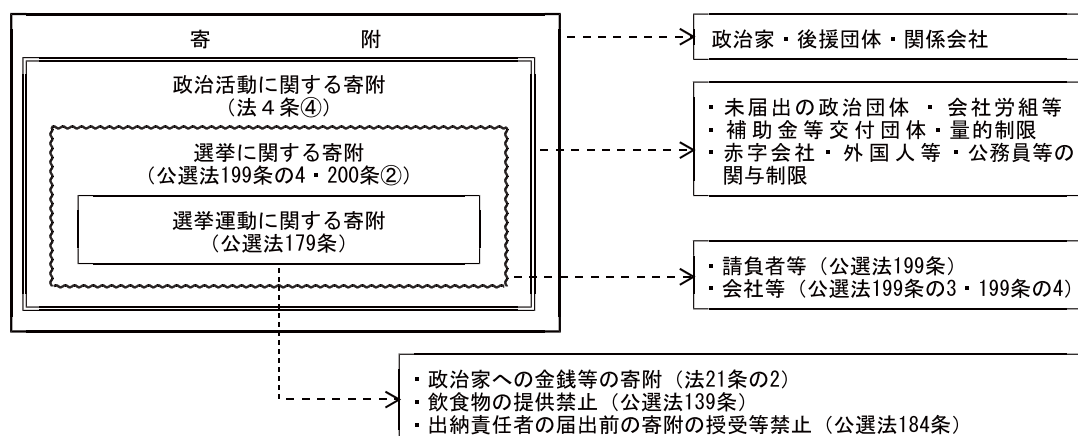 寄　　　附
政治活動に関する寄附
（法４条④）
選挙に関する寄附
（公選法199条の4・200条②）
選挙運動に関する寄附
（公選法179条）
政治家・後援団体・関係会社
・未届出の政治団体 ・会社労組等
・補助金等交付団体・量的制限
・赤字会社・外国人等・公務員等の
関与制限
・請負者等（公選法199条）
・会社等（公選法199条の3・199条の4）
・政治家への金銭等の寄附（法21条の2）
・飲食物の提供禁止（公選法139条）
・出納責任者の届出前の寄附の授受等禁止（公選法184条）